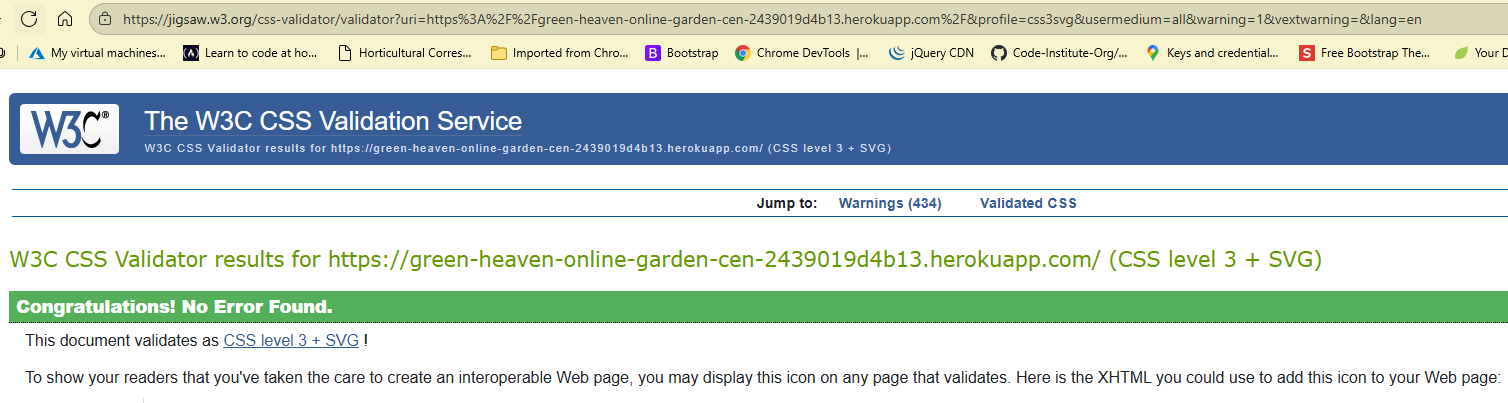 https://jigsaw.w3.org/css-validator/validator?uri=https%3A%2F%2Fgreen-heaven-online-garden-cen-2439019d4b13.herokuapp.com%2F&profile=css3svg&usermedium=all&warning=1&vextwarning=&lang=en
My virtual machines... Learn to code at ho... Horticultural Corres... Imported from Chro... Bootstrap Chrome DevTools |... jQuery CDN Code-Institute-Org/... Keys and credential... Free Bootstrap The... Your D
W3C®
The W3C CSS Validation Service
W3C CSS Validator results for https://green-heaven-online-garden-cen-2439019d4b13.herokuapp.com/ (CSS level 3 + SVG)
Jump to: Warnings (434) Validated CSS
W3C CSS Validator results for https://green-heaven-online-garden-cen-2439019d4b13.herokuapp.com/ (CSS level 3 + SVG)
Congratulations! No Error Found.
This document validates as CSS level 3 + SVG !
To show your readers that you've taken the care to create an interoperable Web page, you may display this icon on any page that validates. Here is the XHTML you could use to add this icon to your Web page: